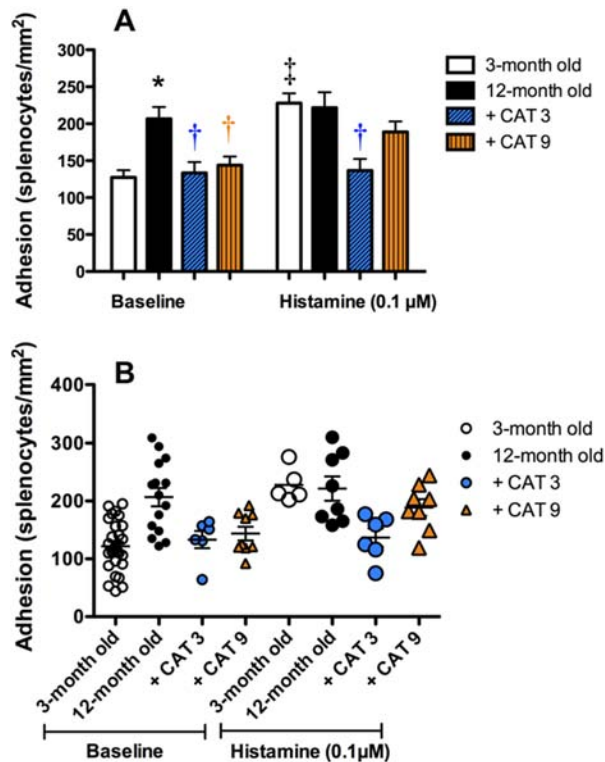 A
Adhesion (splenocytes/mm²)
300
250
200
150
100
50
0
*
†
†
‡
†
Baseline
Histamine (0.1 µM)
3-month old
12-month old
+ CAT 3
+ CAT 9
B
Adhesion (splenocytes/mm²)
400
300
200
100
0
3-month old
12-month old
+ CAT 3
+ CAT 9
3-month old
12-month old
+ CAT 3
+ CAT 9
Baseline
Histamine (0.1µM)
3-month old
12-month old
+ CAT 3
+ CAT 9